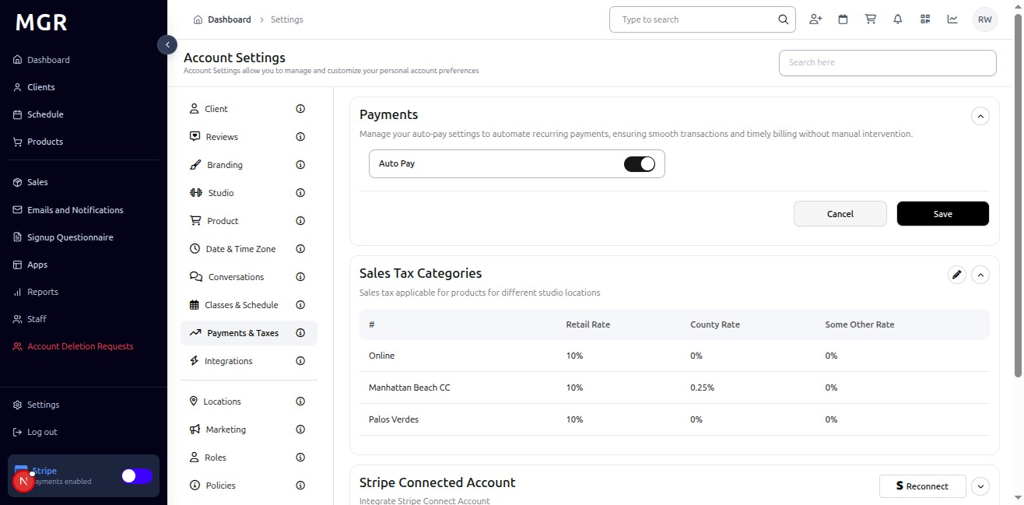 MGR
Dashboard
Clients
Schedule
Products
Sales
Emails and Notifications
Signup Questionnaire
Apps
Reports
Staff
Account Deletion Requests
Settings
Log out
Stripe
ayments enabled
N
Dashboard > Settings
Type to search
RW
Account Settings
Account Settings allow you to manage and customize your personal account preferences
Search here
Client
Reviews
Branding
Studio
Product
Date & Time Zone
Conversations
Classes & Schedule
Payments & Taxes
Integrations
Locations
Marketing
Roles
Policies
Payments
Manage your auto-pay settings to automate recurring payments, ensuring smooth transactions and timely billing without manual intervention.
Auto Pay
Cancel Save
Sales Tax Categories
Sales tax applicable for products for different studio locations
# Retail Rate County Rate Some Other Rate
Online 10% 0% 0%
Manhattan Beach CC 10% 0.25% 0%
Palos Verdes 10% 0% 0%
Stripe Connected Account
S Reconnect
Integrate Stripe Connect Account